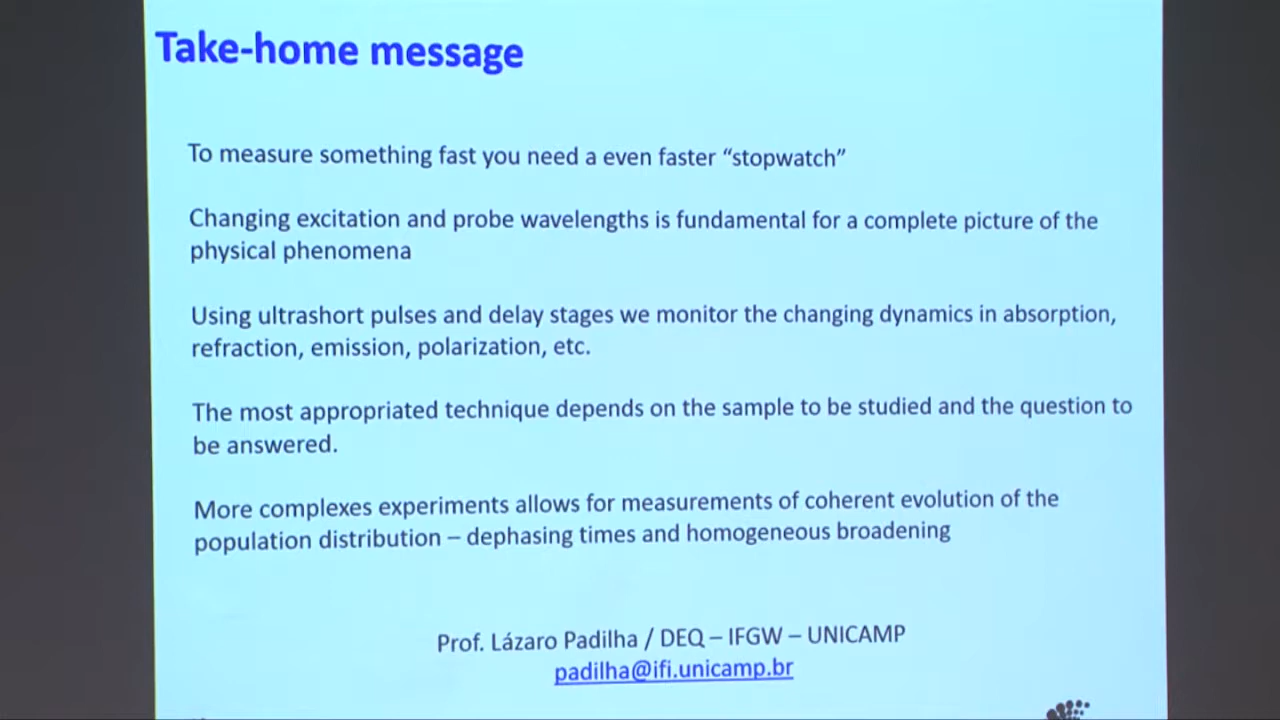 Take-home message
To measure something fast you need a even faster “stopwatch”
Changing excitation and probe wavelengths is fundamental for a complete picture of the
physical phenomena
Using ultrashort pulses and delay stages we monitor the changing dynamics in absorption,
refraction, emission, polarization, etc.
The most appropriated technique depends on the sample to be studied and the question to
be answered.
More complexes experiments allows for measurements of coherent evolution of the
population distribution – dephasing times and homogeneous broadening
Prof. Lázaro Padilha / DEQ – IFGW – UNICAMP
padilha@ifi.unicamp.br